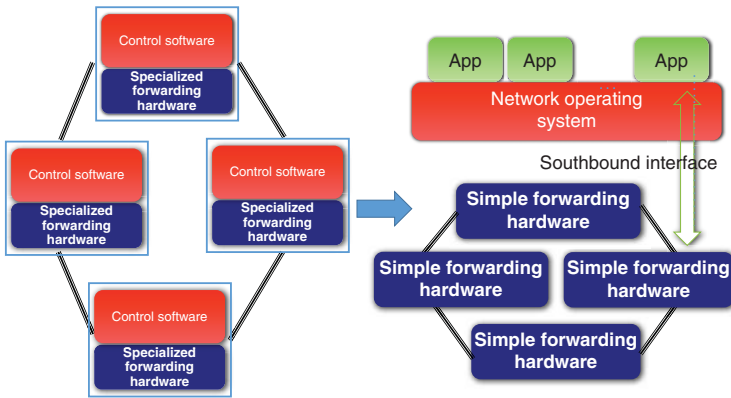 Control software
Specialized
forwarding
hardware
Control software
Specialized
forwarding
hardware
Control software
Specialized
forwarding
hardware
Control software
Specialized
forwarding
hardware
App
App
App
Network operating
system
Southbound interface
Simple forwarding
hardware
Simple forwarding
hardware
Simple forwarding
hardware
Simple forwarding
hardware